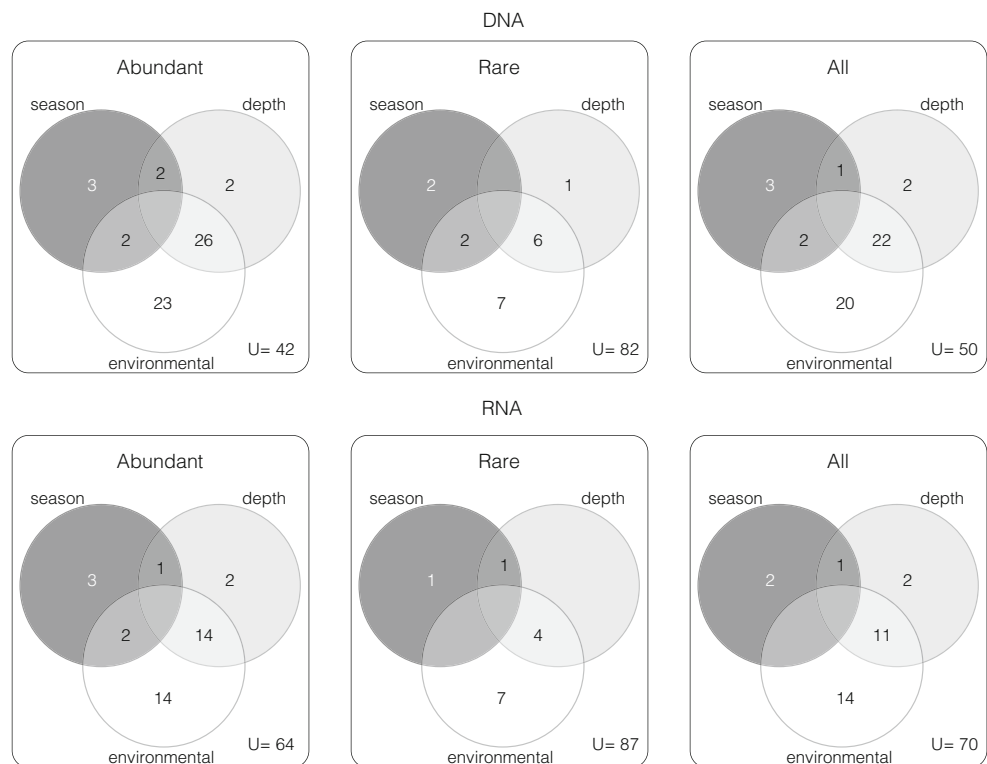 DNA
Abundant
season
depth
3
2
2
2
26
23
U= 42
environmental
Rare
season
depth
2
1
2
6
7
U= 82
environmental
All
season
depth
3
1
2
2
22
20
U= 50
environmental
RNA
Abundant
season
depth
3
1
2
2
14
14
U= 64
environmental
Rare
season
depth
1
1
4
7
U= 87
environmental
All
season
depth
2
1
2
11
14
U= 70
environmental